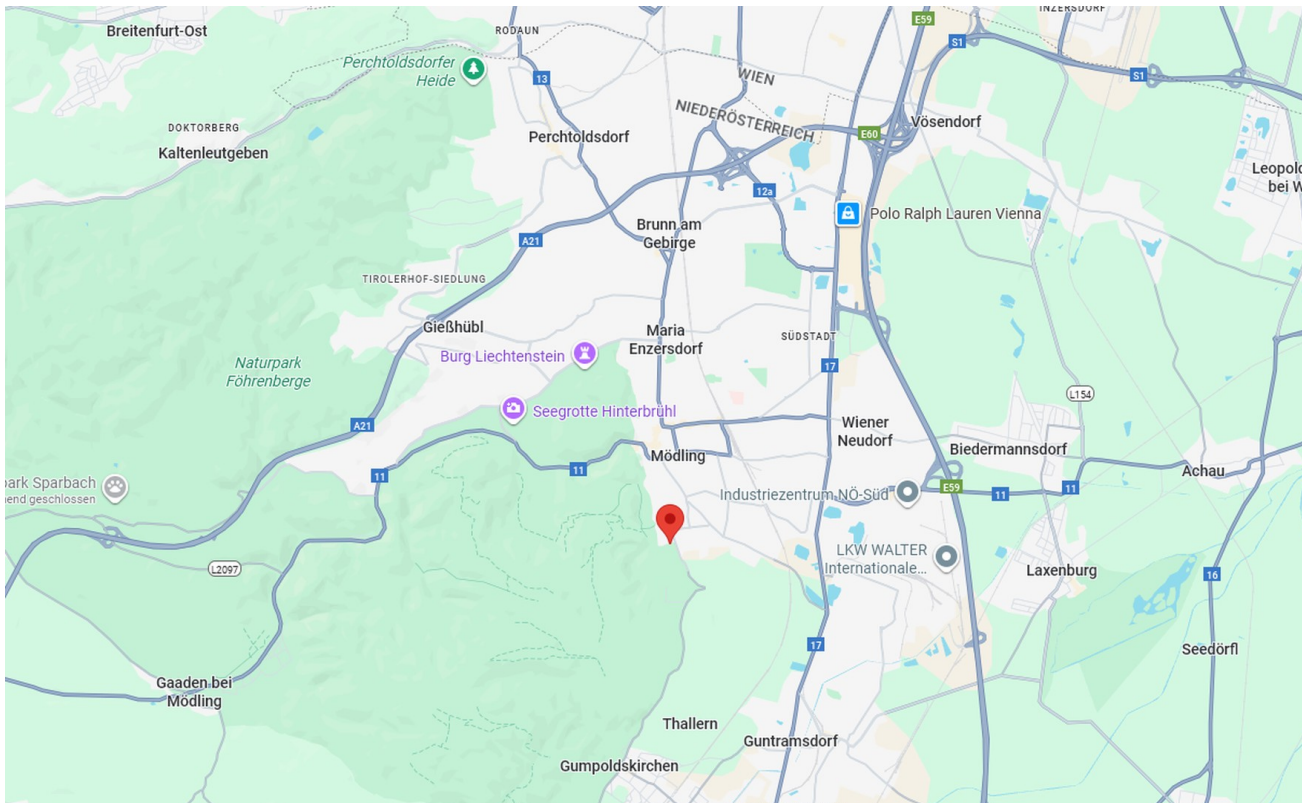 INZERSDORF
Breitenfurt-Ost
RODAUN
E59
S1
Perchtoldsdorfer
Heide
13
WIEN
S1
NIEDERÖSTERREICH
Vösendorf
DOKTORBERG
Kaltenleutgeben
Perchtoldsdorf
E60
Leopol
bei W
12a
Polo Ralph Lauren Vienna
Brunn am
Gebirge
A21
TIROLERHOF-SIEDLUNG
Gießhübl
Maria
Enzersdorf
SÜDSTADT
Burg Liechtenstein
Naturpark
Föhrenberge
17
L154
Seegrotte Hinterbrühl
A21
Wiener
Neudorf
Biedermannsdorf
Mödling
11
11
Achau
park Sparbach
end geschlossen
Industriezentrum NÖ-Süd
E59
11
11
LKW WALTER
Internationale...
L2097
Laxenburg
16
17
Seedörfl
Gaaden bei
Mödling
Thallern
Guntramsdorf
Gumpoldskirchen